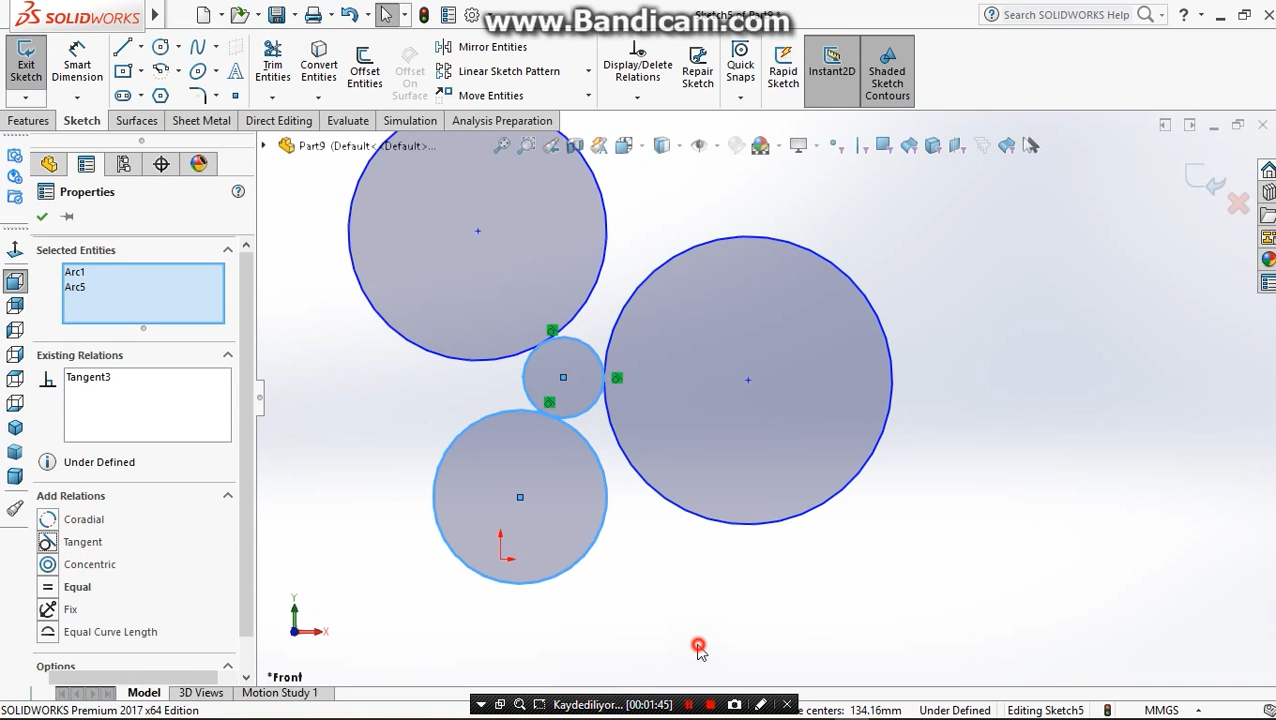 SOLIDWORKS
www.Bandicam.com
Sketch5 of Part9 *
Search SOLIDWORKS Help
?
Exit Sketch
Smart Dimension
Trim Entities
Convert Entities
Offset Entities
Offset On Surface
Mirror Entities
Linear Sketch Pattern
Move Entities
Display/Delete Relations
Repair Sketch
Quick Snaps
Rapid Sketch
Instant2D
Shaded Sketch Contours
Features
Sketch
Surfaces
Sheet Metal
Direct Editing
Evaluate
Simulation
Analysis Preparation
Part9 (Default<<Default>...
Properties
?
Selected Entities
Arc1
Arc5
Existing Relations
Tangent3
Under Defined
Add Relations
Coradial
Tangent
Concentric
Equal
Fix
Equal Curve Length
Options
Y
X
*Front
Model
3D Views
Motion Study 1
Kaydediliyor... [00:01:45]
SOLIDWORKS Premium 2017 x64 Edition
e centers: 134.16mm
Under Defined
Editing Sketch5
MMGS